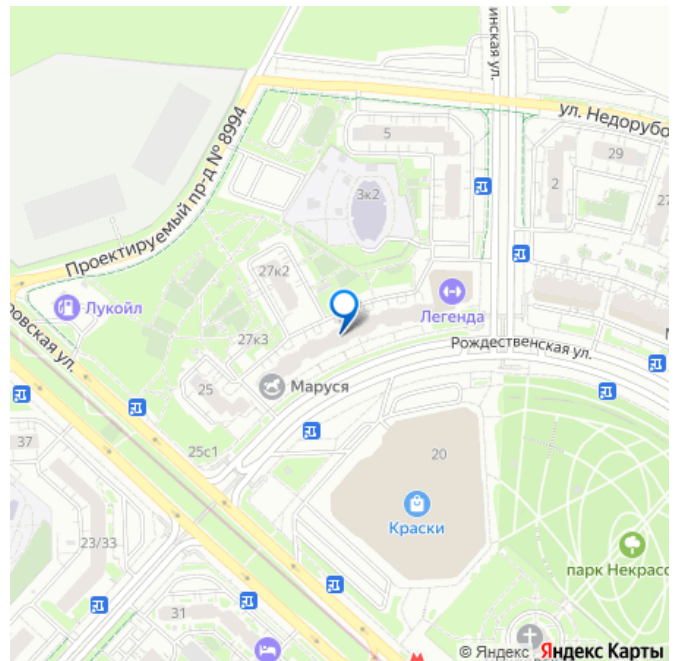 инская ул.
ул. Недорубо
Проектируемый пр-д № 8994
5
29
2
27
3к2
27к2
Лукойл
Легенда
ровская ул.
27к3
Рождественская ул.
25
Маруся
37
25с1
20
Краски
23/33
парк Некрасо
31
© Яндекс Яндекс Карты